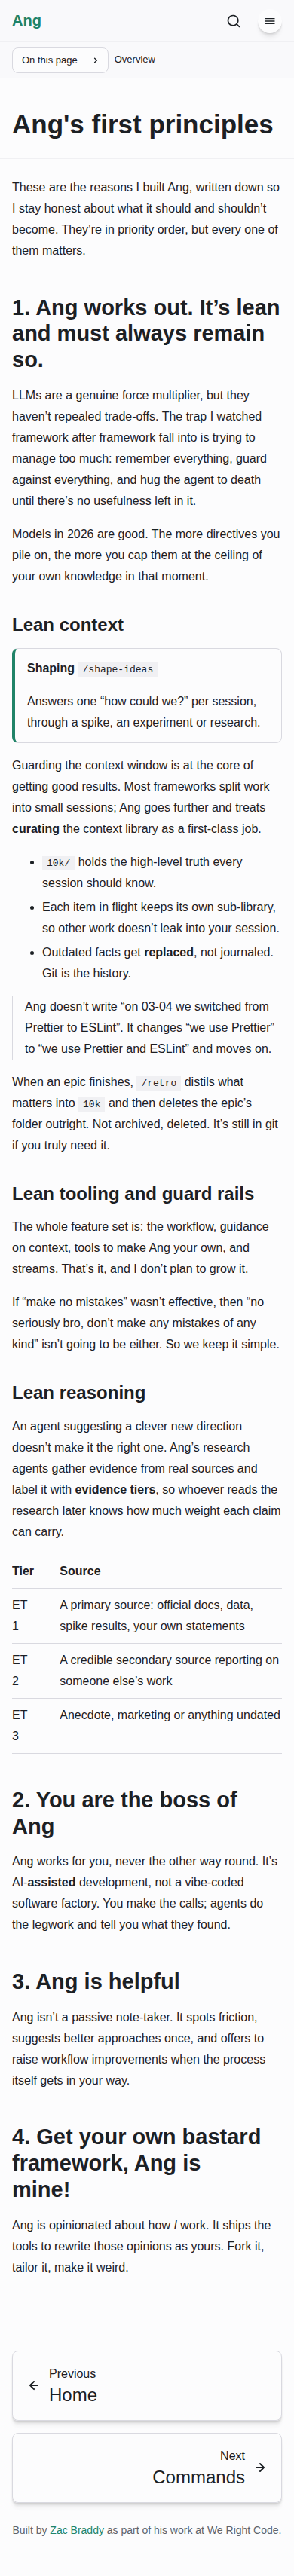 Ang
On this page
Overview
Ang's first principles
These are the reasons I built Ang, written down so
I stay honest about what it should and shouldn’t
become. They’re in priority order, but every one of
them matters.
1. Ang works out. It’s lean
and must always remain
so.
LLMs are a genuine force multiplier, but they
haven’t repealed trade-offs. The trap I watched
framework after framework fall into is trying to
manage too much: remember everything, guard
against everything, and hug the agent to death
until there’s no usefulness left in it.
Models in 2026 are good. The more directives you
pile on, the more you cap them at the ceiling of
your own knowledge in that moment.
Lean context
Shaping /shape-ideas
Answers one “how could we?” per session,
through a spike, an experiment or research.
Guarding the context window is at the core of
getting good results. Most frameworks split work
into small sessions; Ang goes further and treats
curating the context library as a first-class job.
10k/ holds the high-level truth every
session should know.
Each item in flight keeps its own sub-library,
so other work doesn’t leak into your session.
Outdated facts get replaced, not journaled.
Git is the history.
Ang doesn’t write “on 03-04 we switched from
Prettier to ESLint”. It changes “we use Prettier”
to “we use Prettier and ESLint” and moves on.
When an epic finishes, /retro distils what
matters into 10k and then deletes the epic’s
folder outright. Not archived, deleted. It’s still in git
if you truly need it.
Lean tooling and guard rails
The whole feature set is: the workflow, guidance
on context, tools to make Ang your own, and
streams. That’s it, and I don’t plan to grow it.
If “make no mistakes” wasn’t effective, then “no
seriously bro, don’t make any mistakes of any
kind” isn’t going to be either. So we keep it simple.
Lean reasoning
An agent suggesting a clever new direction
doesn’t make it the right one. Ang’s research
agents gather evidence from real sources and
label it with evidence tiers, so whoever reads the
research later knows how much weight each claim
can carry.
Tier Source
ET 1 A primary source: official docs, data,
spike results, your own statements
ET 2 A credible secondary source reporting on
someone else’s work
ET 3 Anecdote, marketing or anything undated
2. You are the boss of
Ang
Ang works for you, never the other way round. It’s
AI-assisted development, not a vibe-coded
software factory. You make the calls; agents do
the legwork and tell you what they found.
3. Ang is helpful
Ang isn’t a passive note-taker. It spots friction,
suggests better approaches once, and offers to
raise workflow improvements when the process
itself gets in your way.
4. Get your own bastard
framework, Ang is
mine!
Ang is opinionated about how I work. It ships the
tools to rewrite those opinions as yours. Fork it,
tailor it, make it weird.
Previous
Home
Next
Commands
Built by Zac Braddy as part of his work at We Right Code.